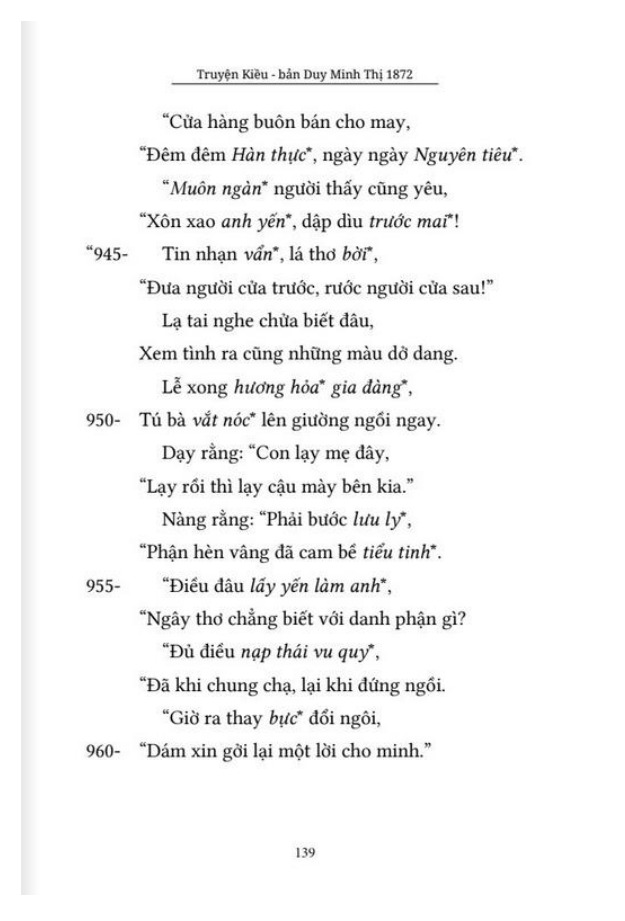 Truyện Kiều - bản Duy Minh Thị 1872
“Cửa hàng buôn bán cho may,
“Đêm đêm Hàn thực*, ngày ngày Nguyên tiêu*.
“Muôn ngàn* người thấy cũng yêu,
“Xôn xao anh yến*, dập dìu trước mai*!
“945- Tin nhạn vẩn*, lá thơ bời*,
“Đưa người cửa trước, rước người cửa sau!”
Lạ tai nghe chửa biết đâu,
Xem tình ra cũng những màu dở dang.
Lễ xong hương hỏa* gia đàng*,
950- Tú bà vắt nóc* lên giường ngồi ngay.
Dạy rằng: “Con lạy mẹ đây,
“Lạy rồi thì lạy cậu mày bên kia.”
Nàng rằng: “Phải bước lưu ly*,
“Phận hèn vâng đã cam bề tiểu tinh*.
955- “Điều đâu lấy yến làm anh*,
“Ngây thơ chẳng biết với danh phận gì?
“Đủ điều nạp thái vu quy*,
“Đã khi chung chạ, lại khi đứng ngồi.
“Giờ ra thay bực* đổi ngôi,
960- “Dám xin gởi lại một lời cho minh.”
139